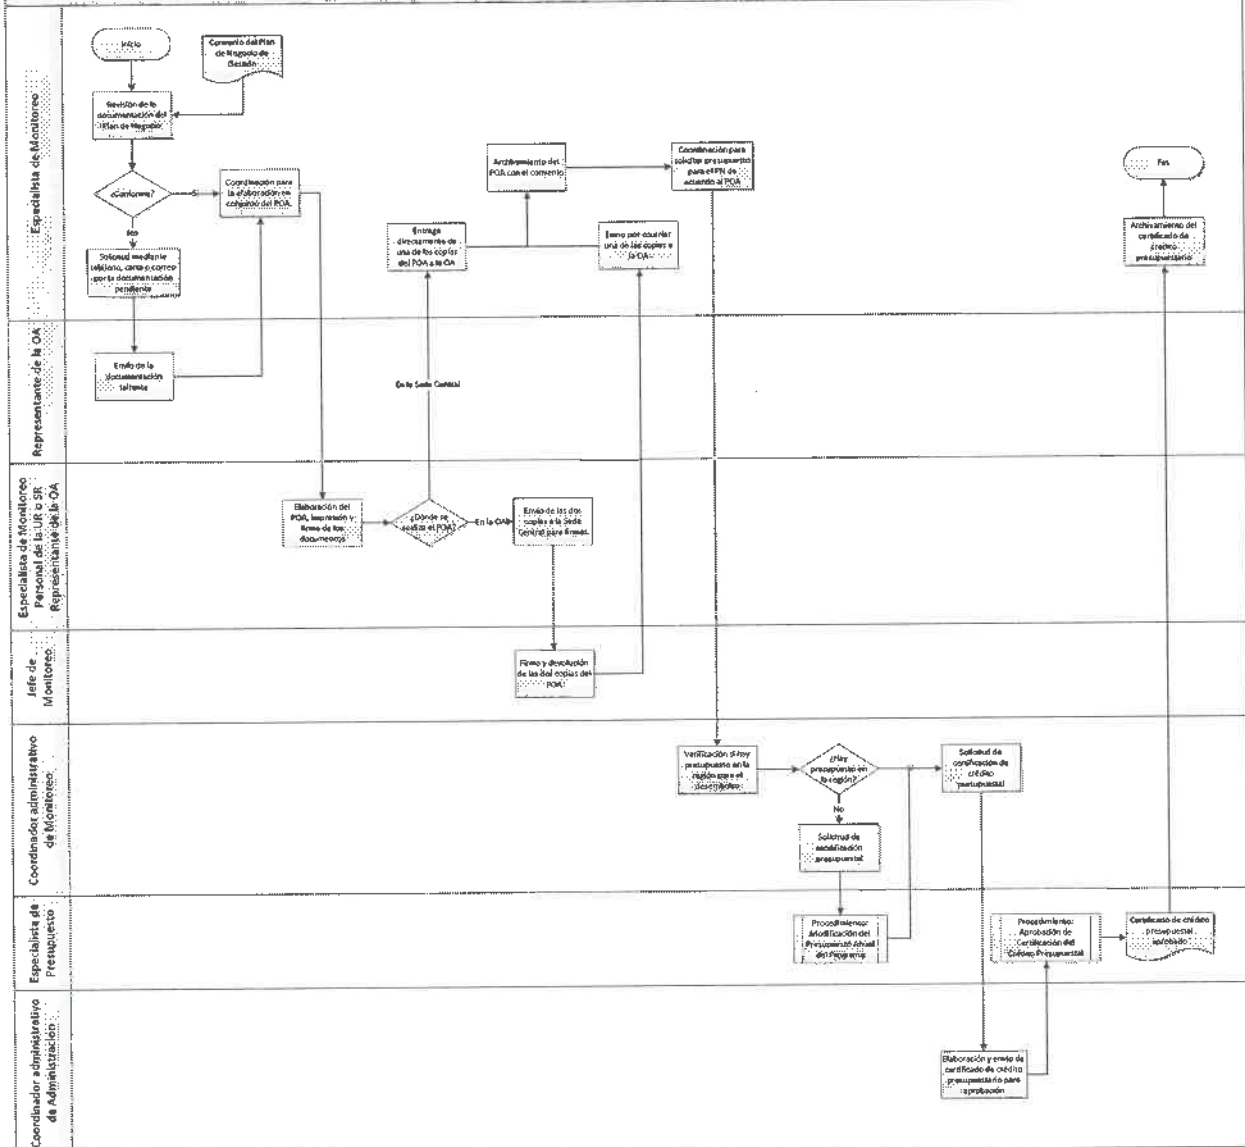 Especialista de Monitoreo
Inicio
Convenio del Plan
de Negocio de
Gestión
Revisión de la
documentación del
Plan de Negocio
¿Conforme?
Sí
No
Coordinación para
la elaboración en
conjunto del POA.
Solicitud mediante
teléfono, carta o correo
por la documentación
pendiente
Archivamiento del
POA con el convenio
Coordinación para
solicitar presupuesto
para el PN de
acuerdo al POA
Entrega
directamente de
una de las copias
del POA a la OA
Envío por courrier
una de las copias a
la OA
Fin
Archivamiento del
certificado de
crédito
presupuestario
Representante de la OA
Envío de la
documentación
faltante
En la Sede Central
Especialista de Monitoreo
Personal de la UR o SR
Representante de la OA
Elaboración del
POA, impresión y
firma de los
documentos
¿Dónde se
realiza el POA?
En la OA
Envío de las dos
copias a la Sede
Central para firmas.
Jefe de
Monitoreo
Firma y devolución
de las dos copias del
POA
Coordinador administrativo
de Monitoreo
Verificación si hay
presupuesto en la
región para el
desembolso
¿Hay
presupuesto en
la región?
No
Solicitud de
certificación de
crédito
presupuestal
Solicitud de
modificación
presupuestal
Especialista de
Presupuesto
Procedimiento:
Modificación del
Presupuesto Anual
del Programa
Procedimiento:
Aprobación de
Certificación del
Crédito Presupuestal
Certificado de crédito
presupuestal
aprobado
Coordinador administrativo
de Administración
Elaboración y envío de
certificado de crédito
presupuestario para
aprobación